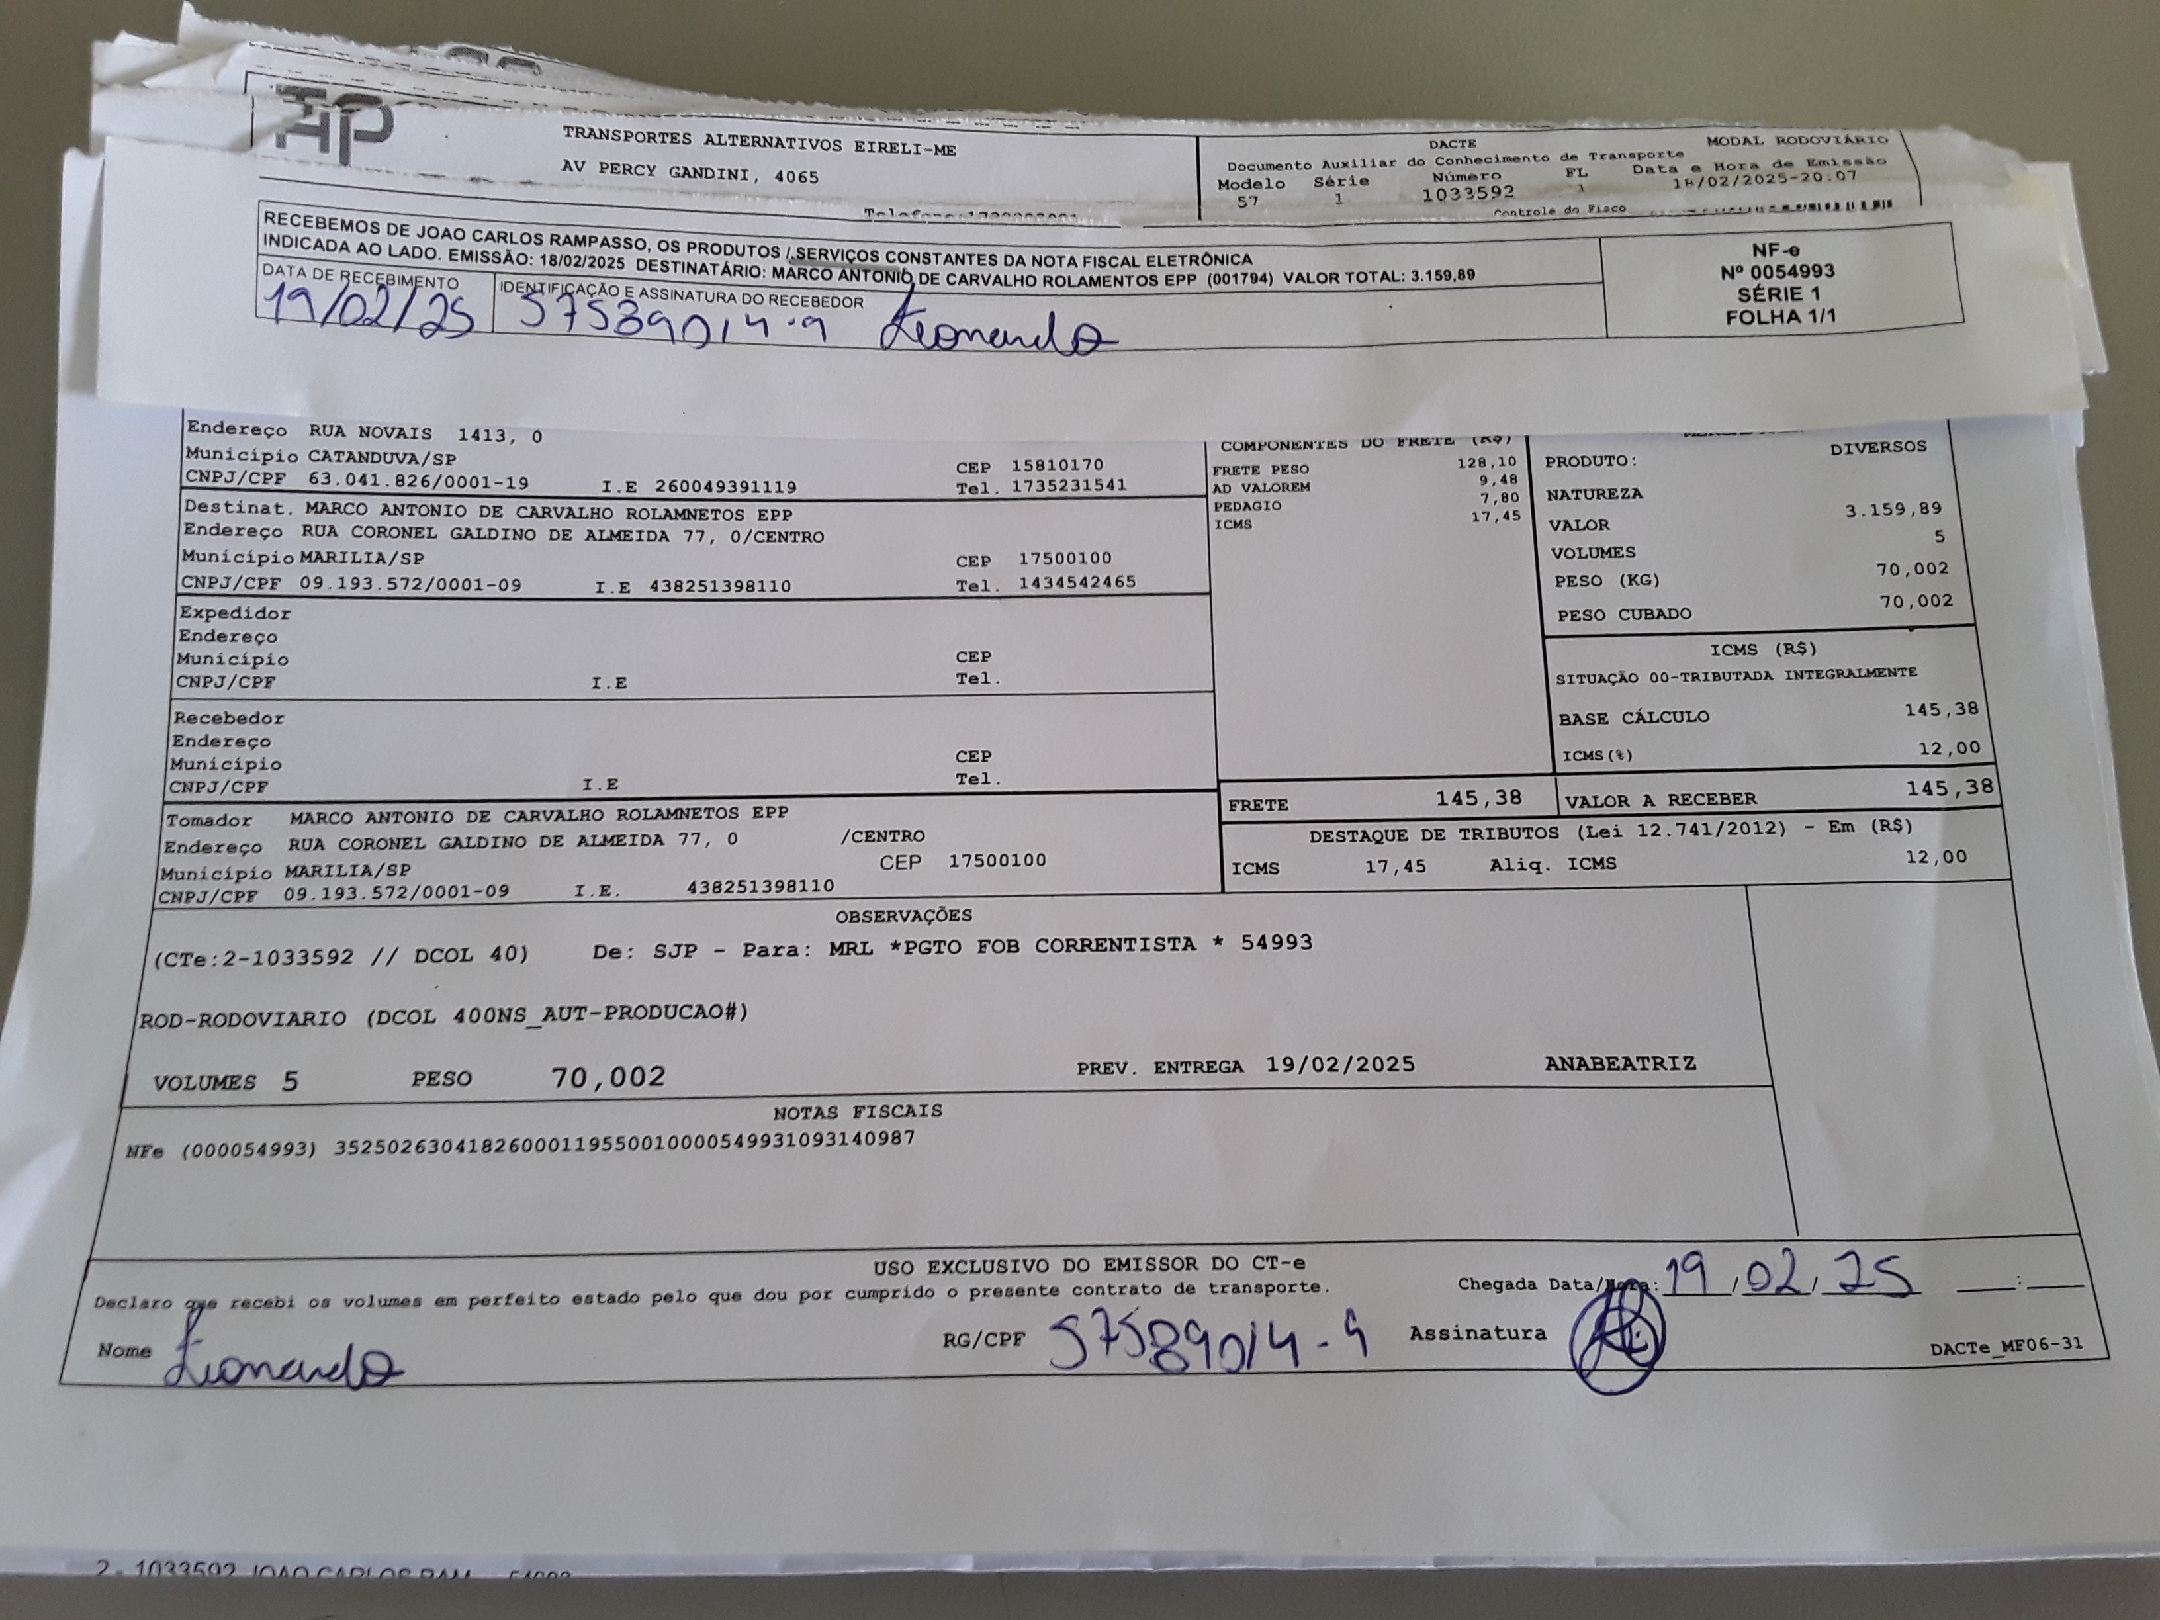 TRANSPORTES ALTERNATIVOS EIRELI-ME
AV PERCY GANDINI, 4065
DACTE MODAL RODOVIÁRIO
Documento Auxiliar do Conhecimento de Transporte
Modelo Série Número FL Data e Hora de Emissão
57 1 1033592 1 18/02/2025-20:07
Controle do Fisco
RECEBEMOS DE JOAO CARLOS RAMPASSO, OS PRODUTOS / SERVIÇOS CONSTANTES DA NOTA FISCAL ELETRÔNICA
INDICADA AO LADO. EMISSÃO: 18/02/2025 DESTINATÁRIO: MARCO ANTONIO DE CARVALHO ROLAMENTOS EPP (001794) VALOR TOTAL: 3.159,89
DATA DE RECEBIMENTO IDENTIFICAÇÃO E ASSINATURA DO RECEBEDOR
19/02/25 57589014-9 Leonardo
NF-e
Nº 0054993
SÉRIE 1
FOLHA 1/1
Endereço RUA NOVAIS 1413, 0
Município CATANDUVA/SP CEP 15810170
CNPJ/CPF 63.041.826/0001-19 I.E 260049391119 Tel. 1735231541
Destinat. MARCO ANTONIO DE CARVALHO ROLAMNETOS EPP
Endereço RUA CORONEL GALDINO DE ALMEIDA 77, 0/CENTRO
Município MARILIA/SP CEP 17500100
CNPJ/CPF 09.193.572/0001-09 I.E 438251398110 Tel. 1434542465
Expedidor
Endereço
Município CEP
CNPJ/CPF I.E Tel.
Recebedor
Endereço
Município CEP
CNPJ/CPF I.E Tel.
Tomador MARCO ANTONIO DE CARVALHO ROLAMNETOS EPP
Endereço RUA CORONEL GALDINO DE ALMEIDA 77, 0 /CENTRO
Município MARILIA/SP CEP 17500100
CNPJ/CPF 09.193.572/0001-09 I.E. 438251398110
COMPONENTES DO FRETE (R$)
FRETE PESO 128,10
AD VALOREM 9,48
PEDAGIO 7,80
ICMS 17,45
PRODUTO: DIVERSOS
NATUREZA
VALOR 3.159,89
VOLUMES 5
PESO (KG) 70,002
PESO CUBADO 70,002
ICMS (R$)
SITUAÇÃO 00-TRIBUTADA INTEGRALMENTE
BASE CÁLCULO 145,38
ICMS(%) 12,00
FRETE 145,38 VALOR A RECEBER 145,38
DESTAQUE DE TRIBUTOS (Lei 12.741/2012) - Em (R$)
ICMS 17,45 Aliq. ICMS 12,00
OBSERVAÇÕES
(CTe:2-1033592 // DCOL 40) De: SJP - Para: MRL *PGTO FOB CORRENTISTA * 54993
ROD-RODOVIARIO (DCOL 400NS_AUT-PRODUCAO#)
VOLUMES 5 PESO 70,002 PREV. ENTREGA 19/02/2025 ANABEATRIZ
NOTAS FISCAIS
NFe (000054993) 35250263041826000119550010000549931093140987
USO EXCLUSIVO DO EMISSOR DO CT-e
Declaro que recebi os volumes em perfeito estado pelo que dou por cumprido o presente contrato de transporte. Chegada Data/Hora: 19/02/25 :
Nome Leonardo RG/CPF 57589014-9 Assinatura DACTe_MF06-31
2 - 1033592 JOAO CARLOS RAM 54993